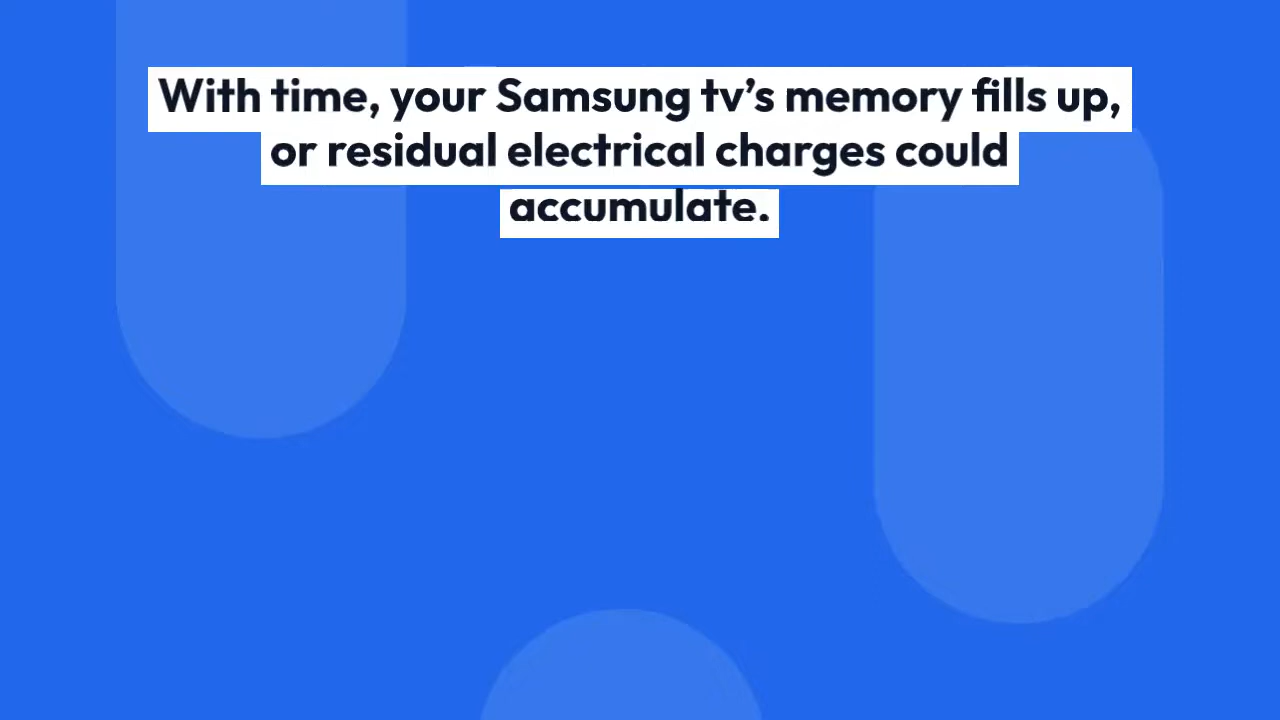 With time, your Samsung tv’s memory fills up,
or residual electrical charges could
accumulate.